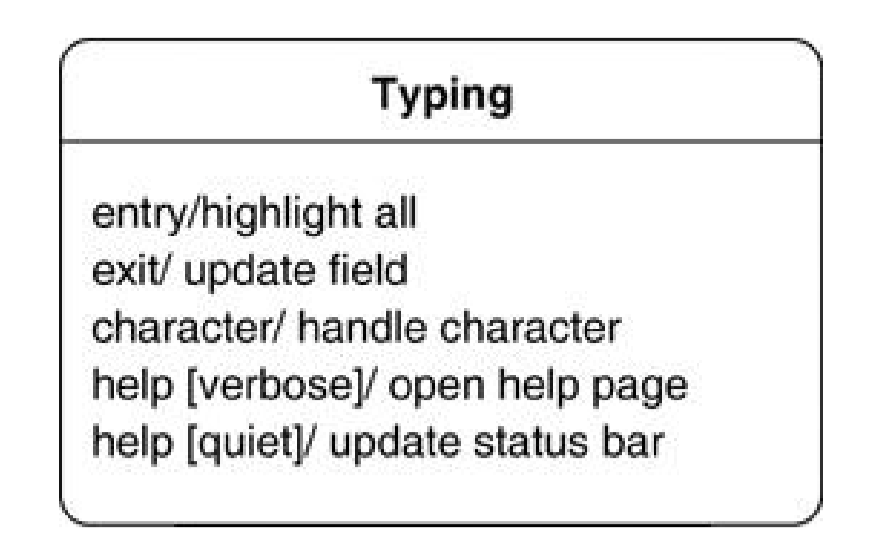 Typing
entry/highlight all
exit/ update field
character/ handle character
help [verbose]/ open help page
help [quiet]/ update status bar